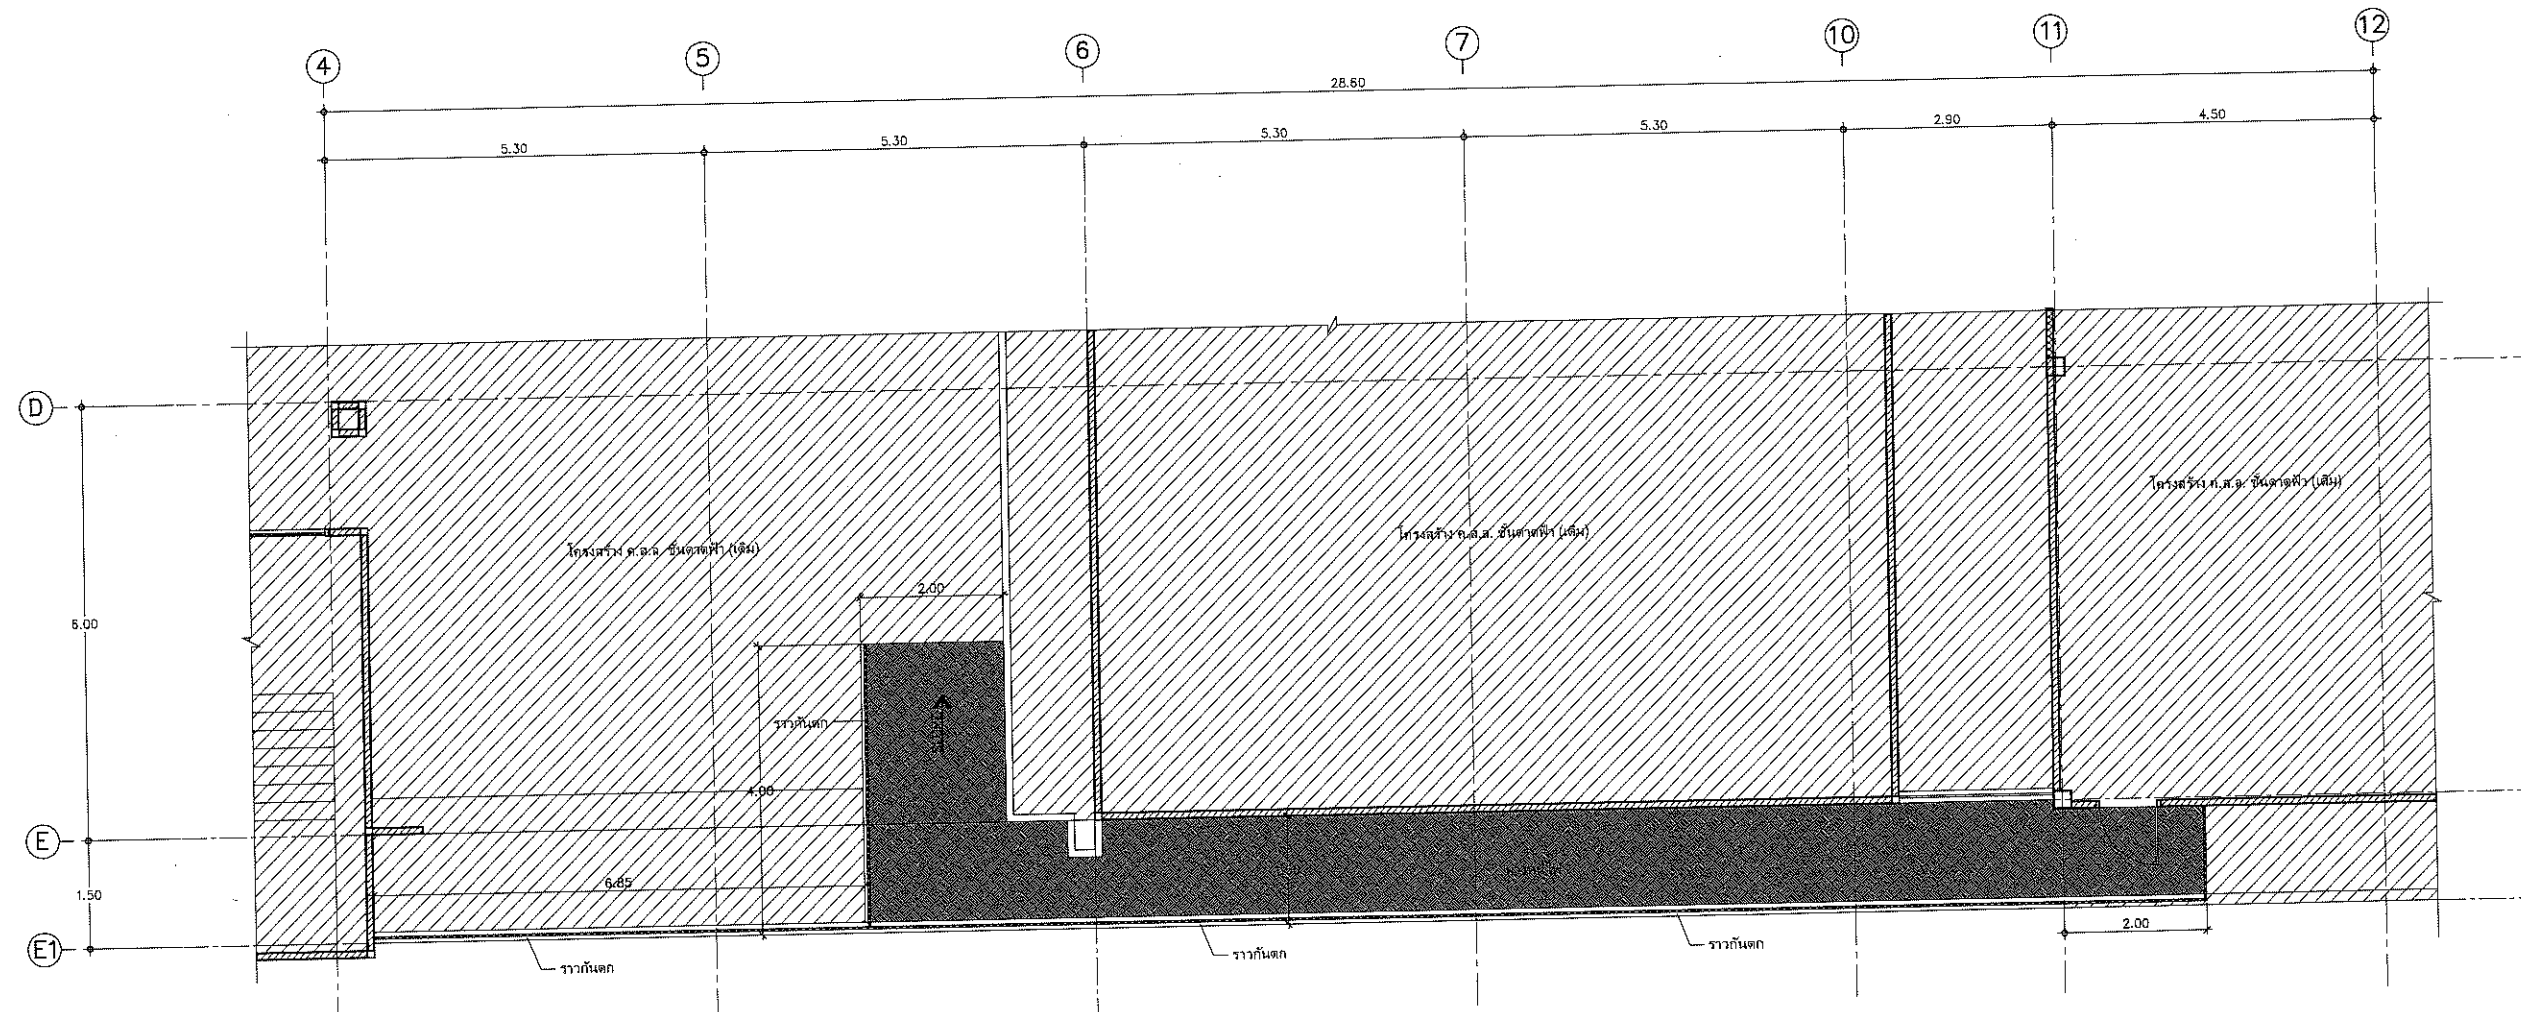 4
5
6
7
10
11
12
28.60
5.30
5.30
5.30
5.30
2.90
4.50
D
E
E1
6.00
1.50
โครงสร้าง ค.ส.ล. ชั้นดาดฟ้า (เดิม)
โครงสร้าง ค.ส.ล. ชั้นดาดฟ้า (เดิม)
โครงสร้าง ค.ส.ล. ชั้นดาดฟ้า (เดิม)
2.00
ราวกันตก
4.00
6.85
2.00
ราวกันตก
ราวกันตก
ราวกันตก